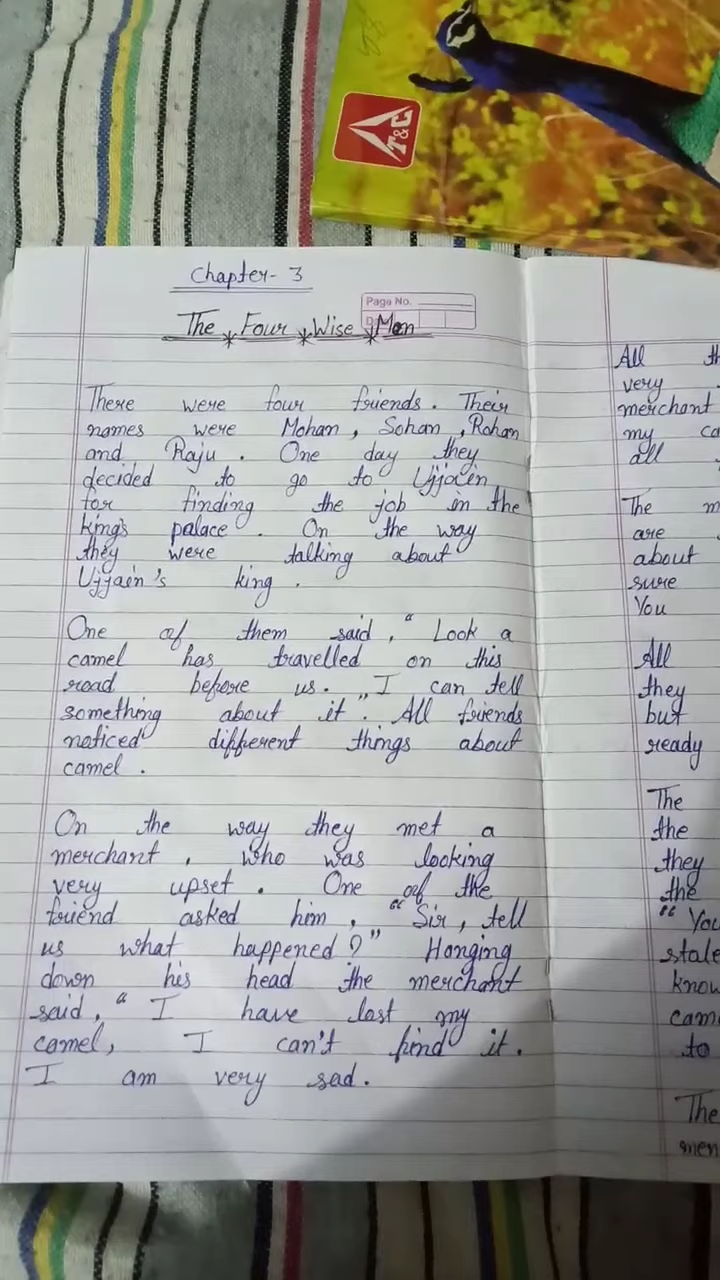 T&C
Chapter- 3
Page No.
The Four Wise Men
There were four friends. Their
names were Mohan, Sohan, Rohan
and Raju. One day they
decided to go to Ujjain
for finding the job in the
king's palace. On the way
they were talking about
Ujjain's king.
One of them said, "Look a
camel has travelled on this
road before us. "I can tell
something about it". All friends
noticed different things about
camel.
On the way they met a
merchant, who was looking
very upset. One of the
friend asked him, "Sir, tell
us what happened?" Hanging
down his head the merchant
said, "I have lost my
camel, I can't find it.
I am very sad.
All
very
merchant
my
all
The
are
about
sure
You
All
they
but
ready
The
the
they
the
"You
stale
know
to
The
men